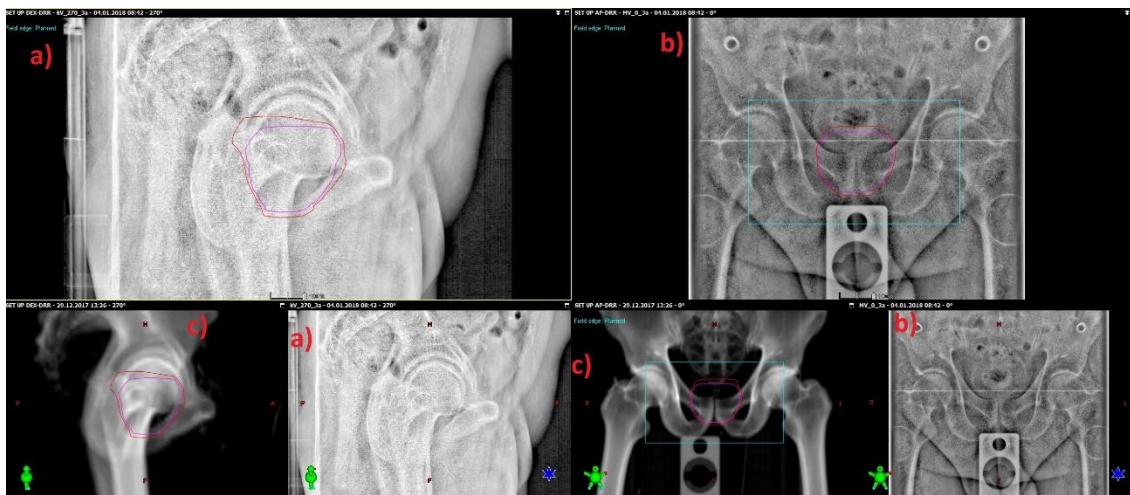 SET UP DEX-DRR - kV_270_3a - 04.01.2018 08:42 - 270°
Field edge: Planned
a)
SET UP AP-DRR - MV_0_3a - 04.01.2018 08:42 - 0°
Field edge: Planned
b)
SET UP DEX-DRR - 29.12.2017 13:26 - 270°
c)
H
P
A
F
kV_270_3a - 04.01.2018 08:42 - 270°
a)
H
P
F
SET UP AP-DRR - 29.12.2017 13:26 - 0°
Field edge: Planned
c)
H
R
L
MV_0_3a - 04.01.2018 08:42 - 0°
b)
H
R
L
F